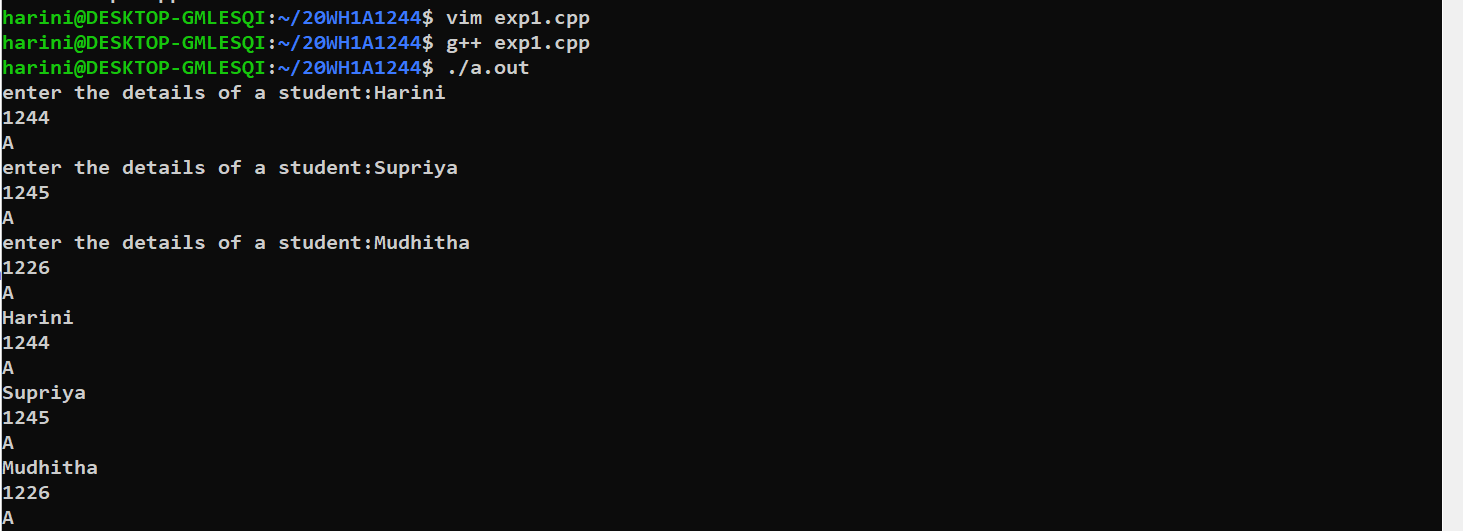 harini@DESKTOP-GMLESQI:~/20WH1A1244$ vim exp1.cpp
harini@DESKTOP-GMLESQI:~/20WH1A1244$ g++ exp1.cpp
harini@DESKTOP-GMLESQI:~/20WH1A1244$ ./a.out
enter the details of a student:Harini
1244
A
enter the details of a student:Supriya
1245
A
enter the details of a student:Mudhitha
1226
A
Harini
1244
A
Supriya
1245
A
Mudhitha
1226
A